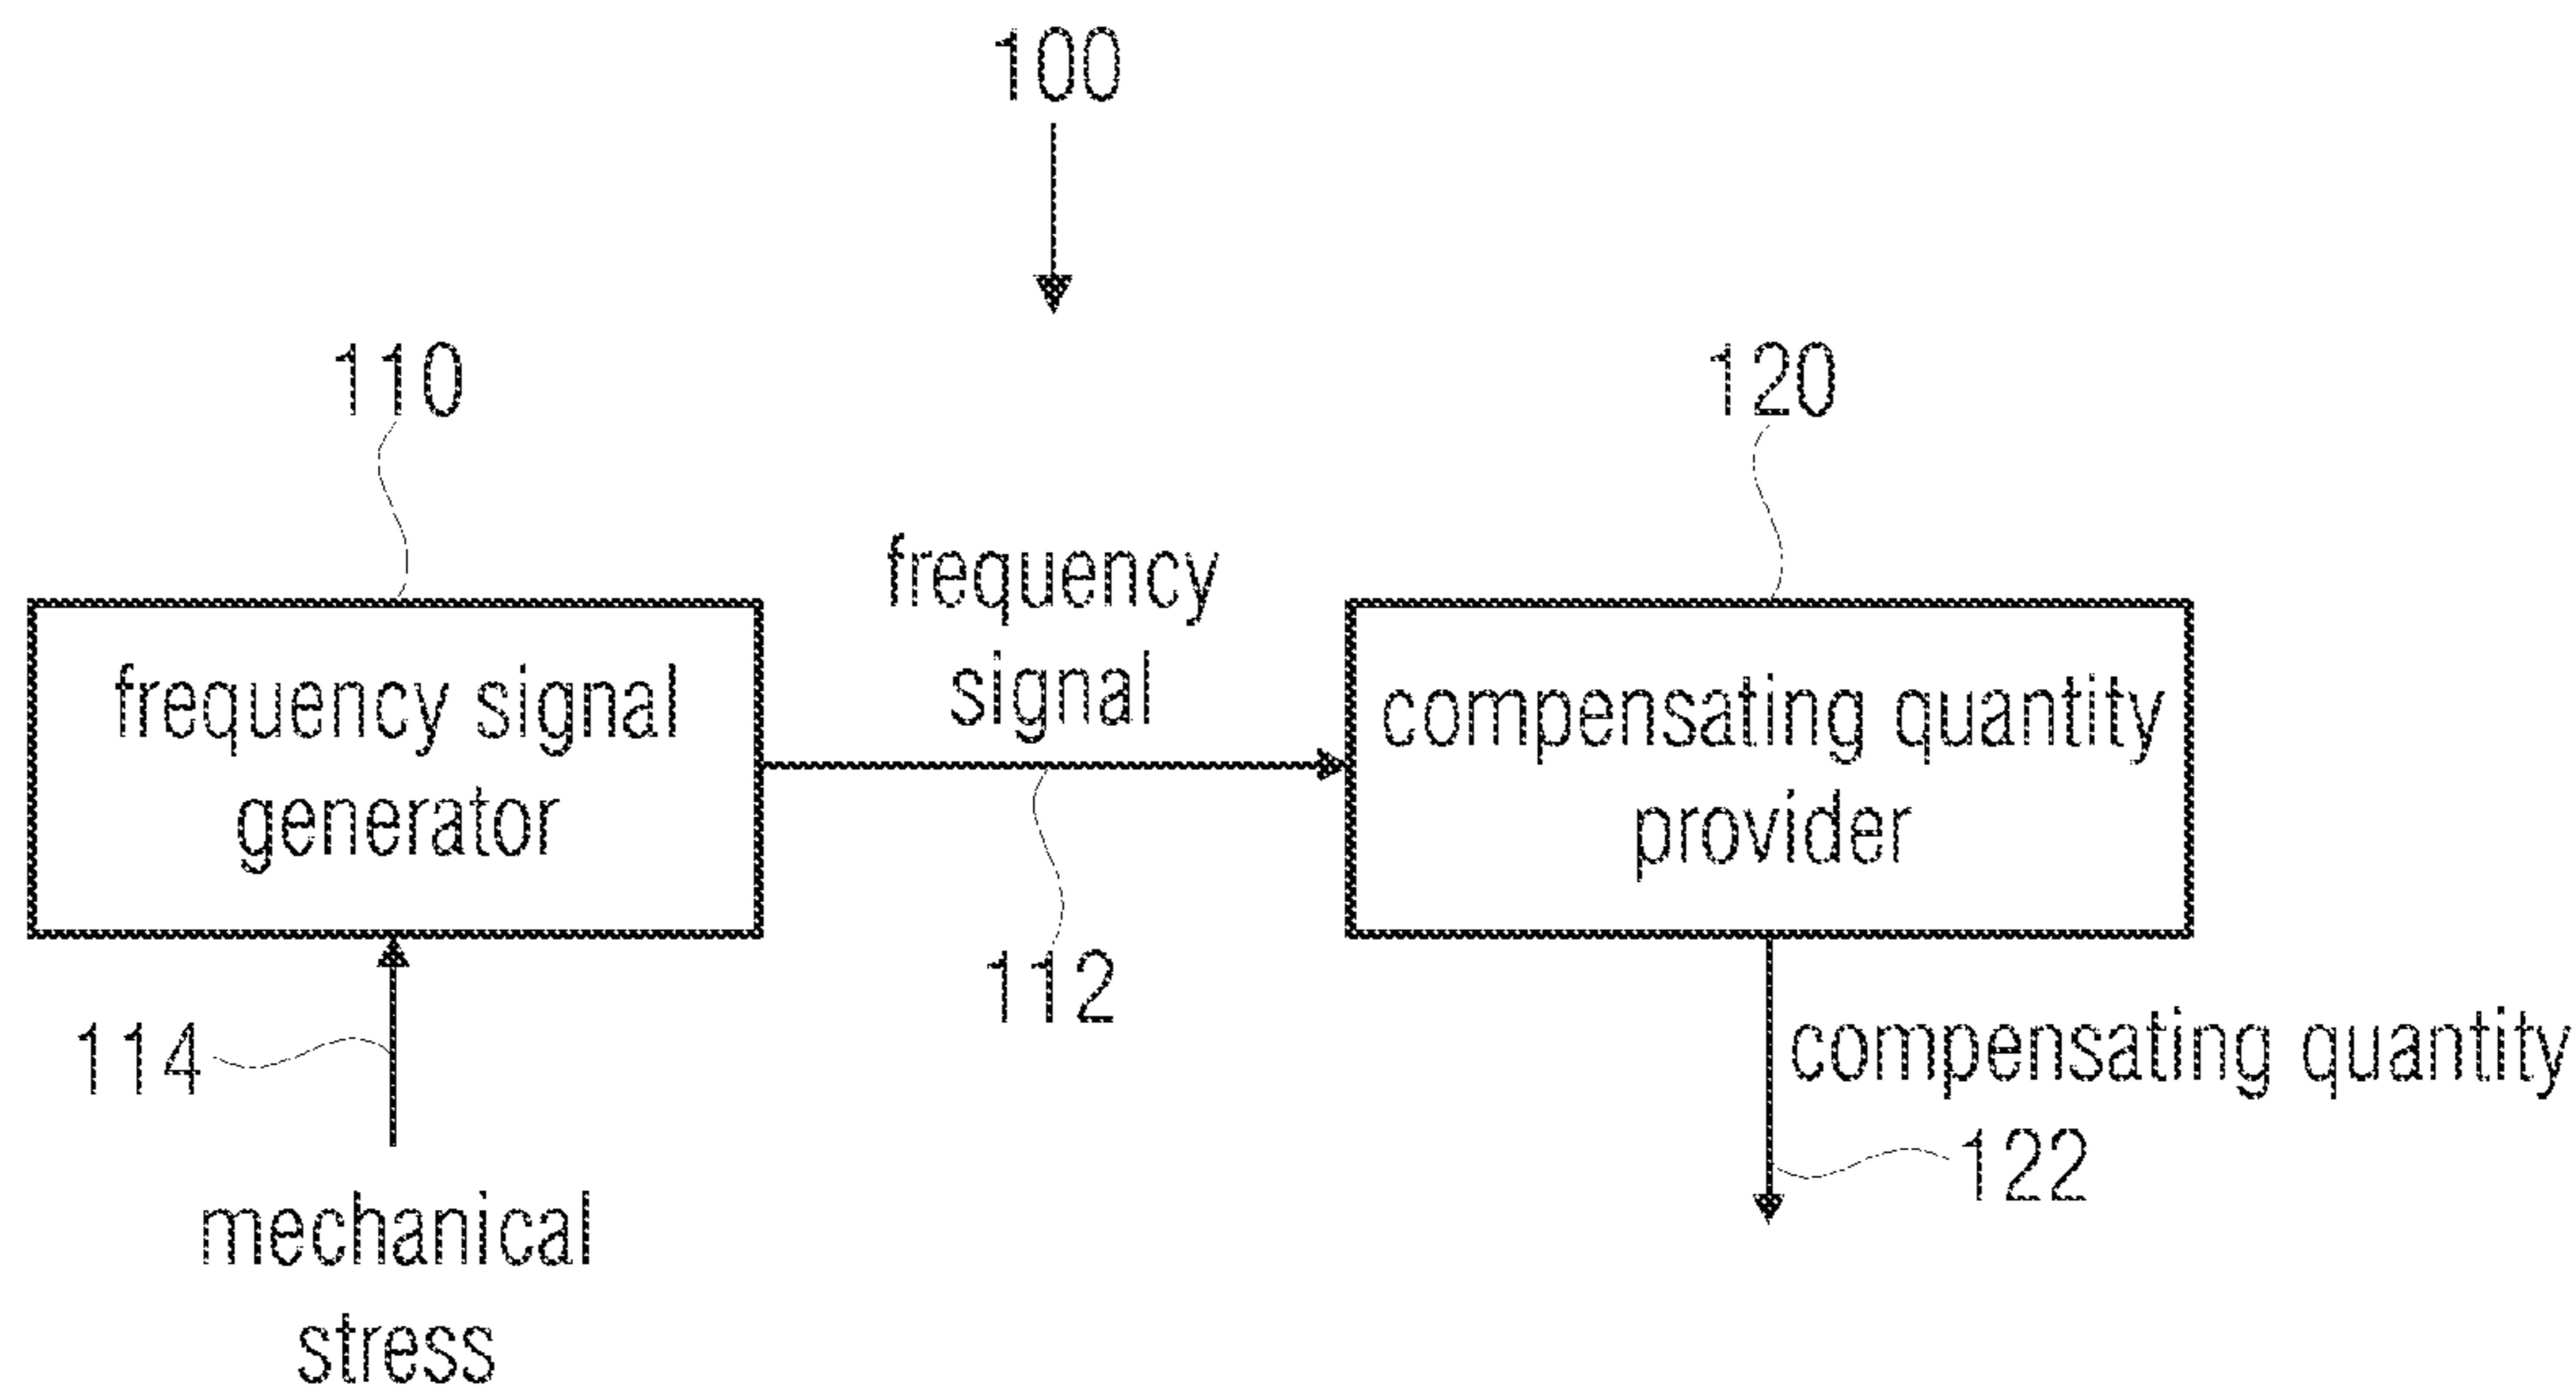 100
110
120
frequency
signal
frequency signal
generator
compensating quantity
provider
112
114
compensating quantity
122
mechanical
stress